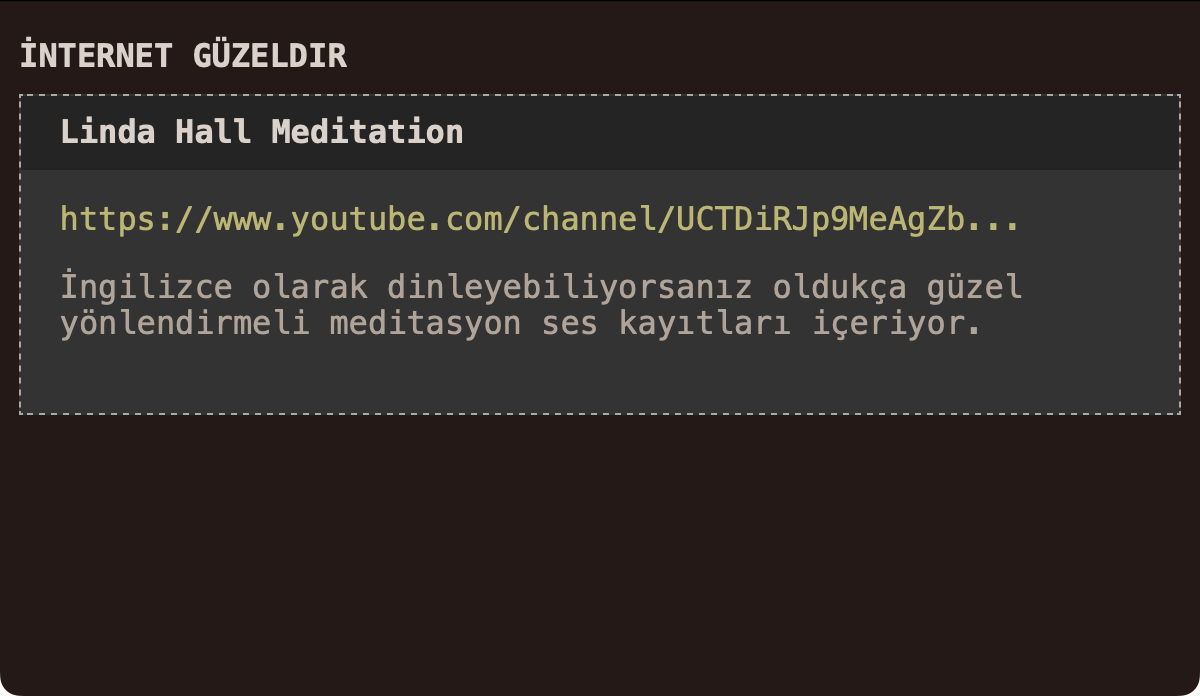 İNTERNET GÜZELDIR
Linda Hall Meditation
https://www.youtube.com/channel/UCTDiRJp9MeAgZb...
İngilizce olarak dinleyebiliyorsanız oldukça güzel
yönlendirmeli meditasyon ses kayıtları içeriyor.